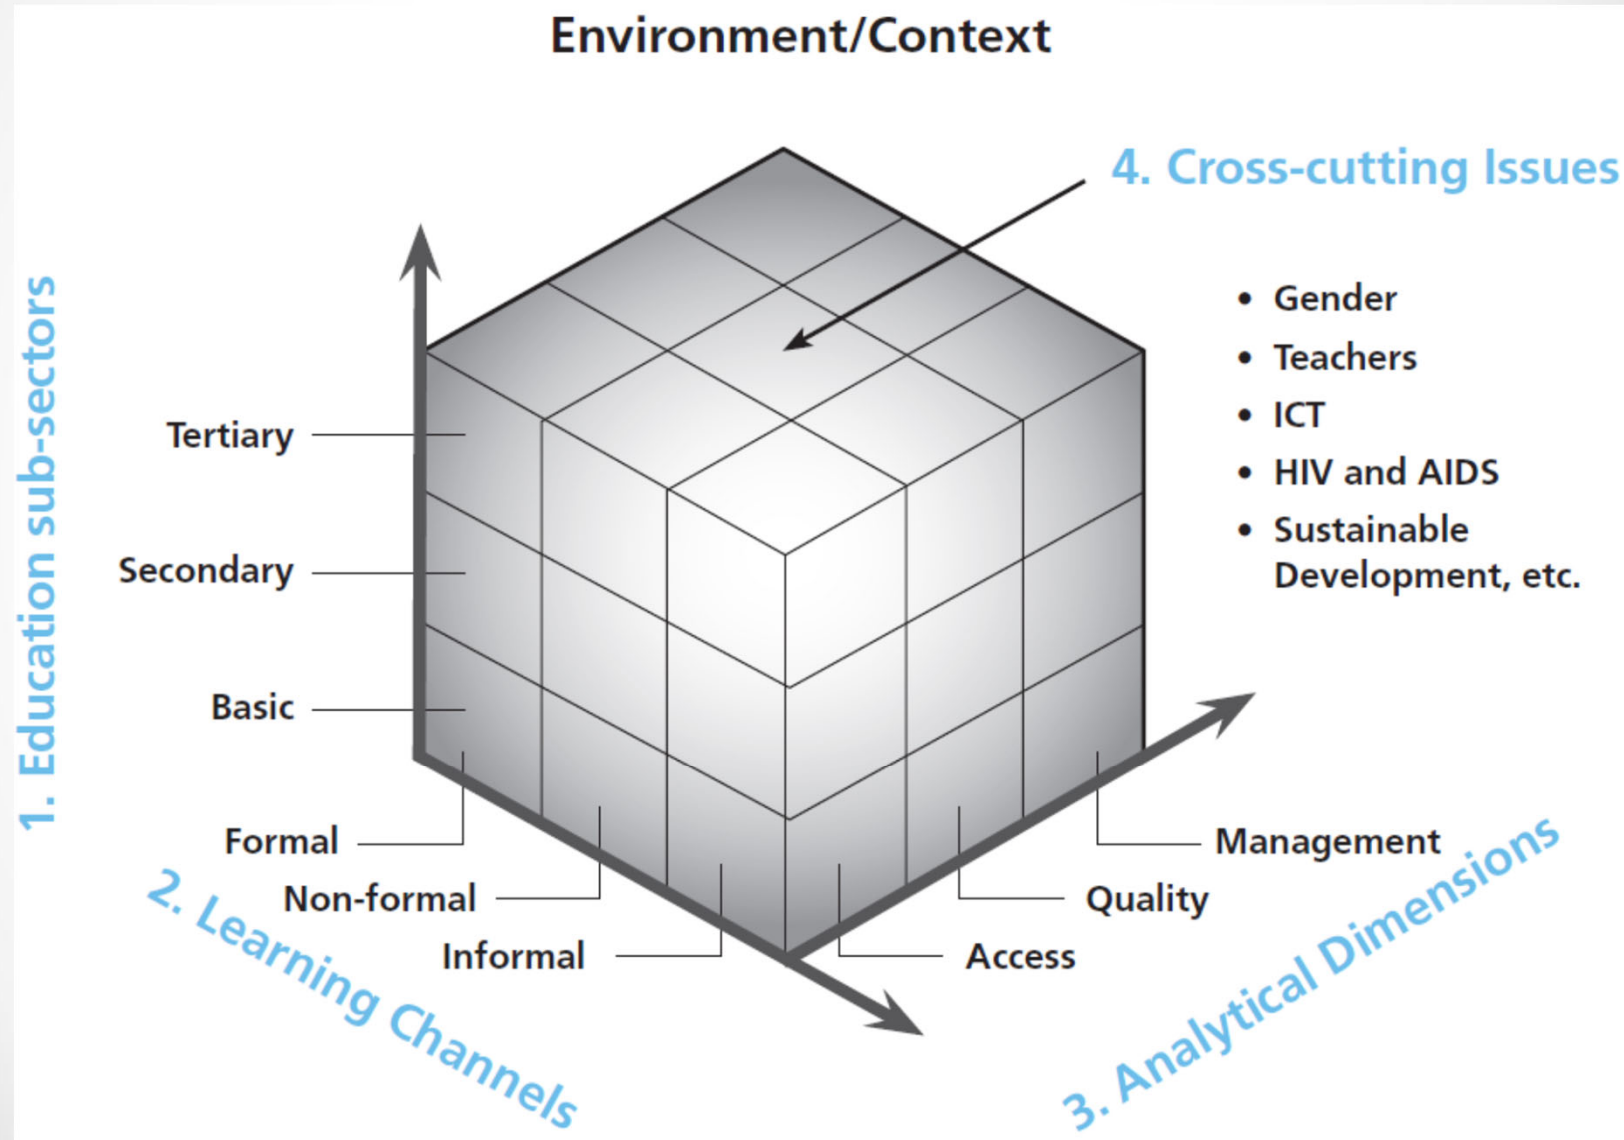 Environment/Context
4. Cross-cutting Issues
• Gender
• Teachers
• ICT
• HIV and AIDS
• Sustainable
Development, etc.
1. Education sub-sectors
Tertiary
Secondary
Basic
Formal
Non-formal
Informal
2. Learning Channels
Management
Quality
Access
3. Analytical Dimensions